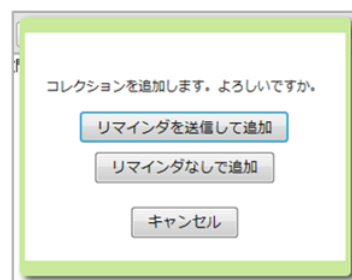 コレクションを追加します。よろしいですか。
リマインダを送信して追加
リマインダなしで追加
キャンセル